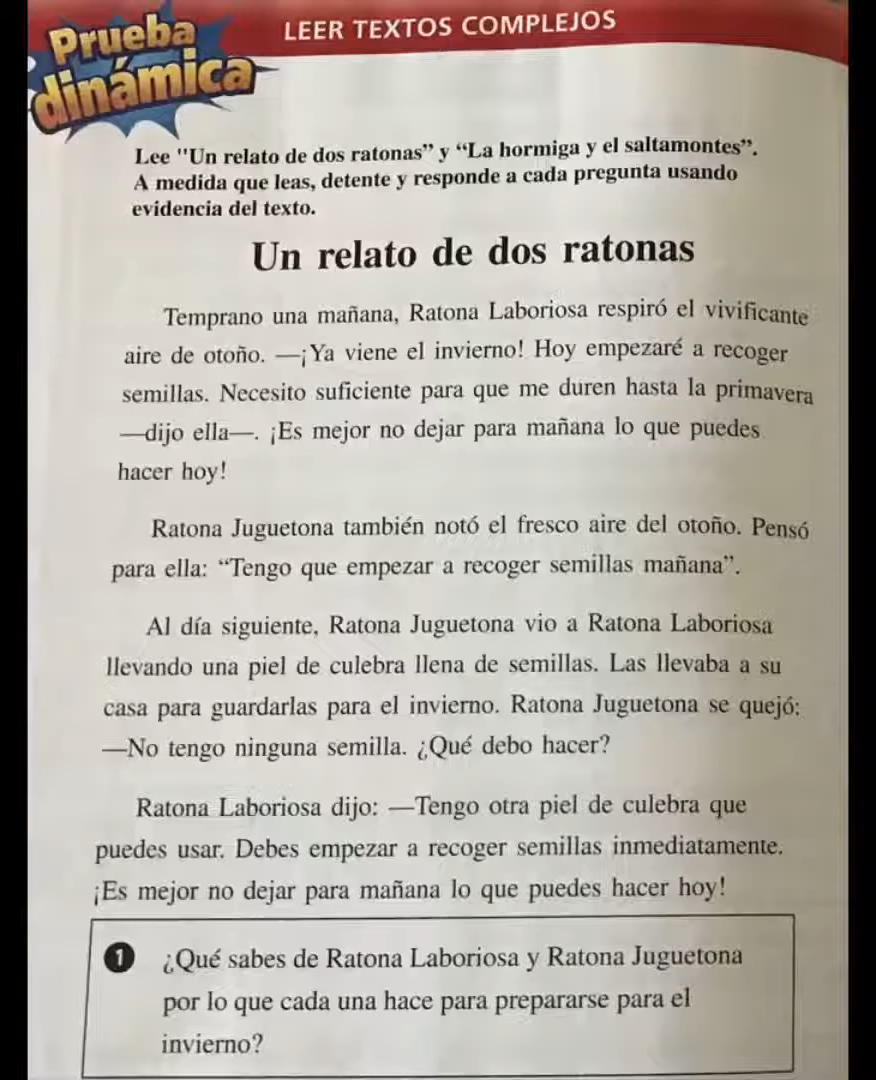 Prueba
dinámica
LEER TEXTOS COMPLEJOS
Lee "Un relato de dos ratonas” y “La hormiga y el saltamontes”.
A medida que leas, detente y responde a cada pregunta usando
evidencia del texto.
Un relato de dos ratonas
Temprano una mañana, Ratona Laboriosa respiró el vivificante
aire de otoño. —¡Ya viene el invierno! Hoy empezaré a recoger
semillas. Necesito suficiente para que me duren hasta la primavera
—dijo ella—. ¡Es mejor no dejar para mañana lo que puedes
hacer hoy!
Ratona Juguetona también notó el fresco aire del otoño. Pensó
para ella: “Tengo que empezar a recoger semillas mañana”.
Al día siguiente, Ratona Juguetona vio a Ratona Laboriosa
llevando una piel de culebra llena de semillas. Las llevaba a su
casa para guardarlas para el invierno. Ratona Juguetona se quejó:
—No tengo ninguna semilla. ¿Qué debo hacer?
Ratona Laboriosa dijo: —Tengo otra piel de culebra que
puedes usar. Debes empezar a recoger semillas inmediatamente.
¡Es mejor no dejar para mañana lo que puedes hacer hoy!
1 ¿Qué sabes de Ratona Laboriosa y Ratona Juguetona
por lo que cada una hace para prepararse para el
invierno?